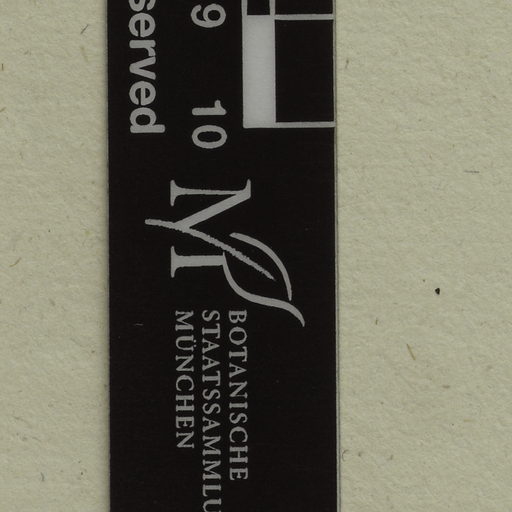 served
9 10
M
BOTANISCHE
STAATSSAMMLU
MÜNCHEN